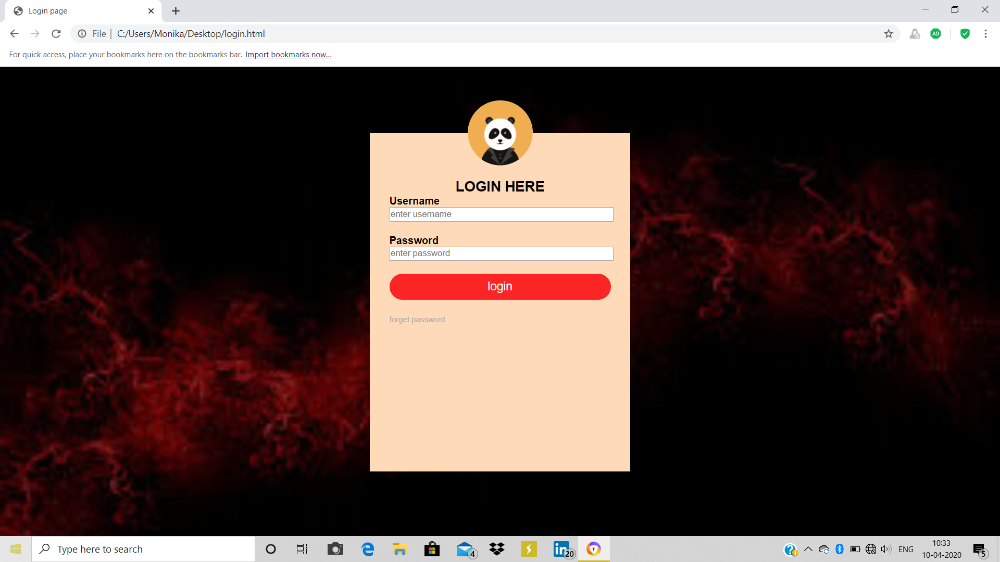 Login page
File | C:/Users/Monika/Desktop/login.html
AD
For quick access, place your bookmarks here on the bookmarks bar. Import bookmarks now...
LOGIN HERE
Username
enter username
Password
enter password
login
forget password
Type here to search
4
in 20
ENG
10:33
10-04-2020
5